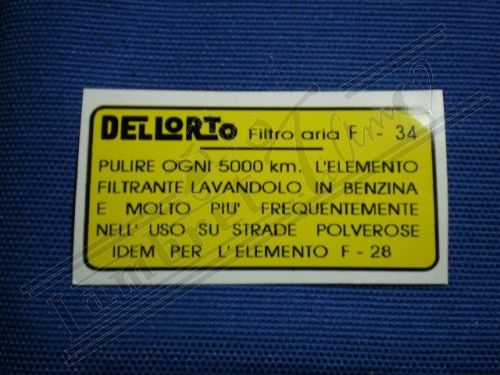 DELLORTO Filtro aria F - 34
PULIRE OGNI 5000 km. L'ELEMENTO
FILTRANTE LAVANDOLO IN BENZINA
E MOLTO PIU' FREQUENTEMENTE
NELL' USO SU STRADE POLVEROSE
IDEM PER L'ELEMENTO F - 28